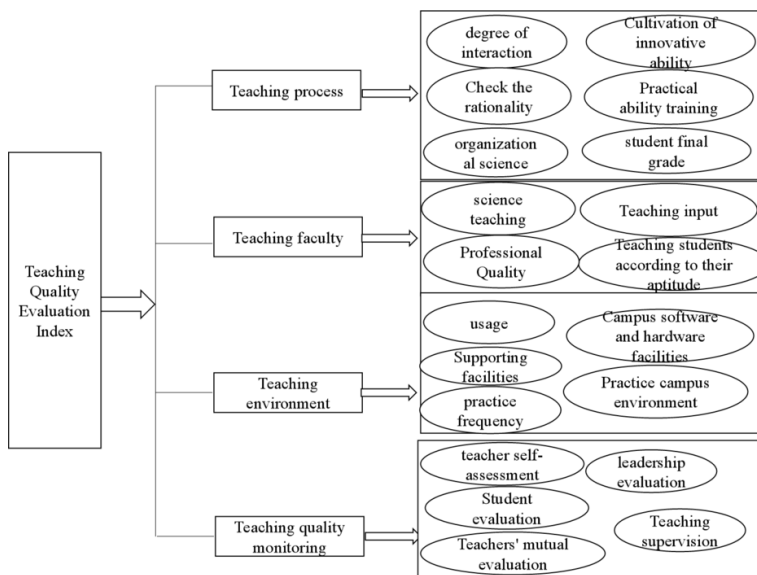 Teaching
Quality
Evaluation
Index
Teaching process
degree of
interaction
Cultivation of
innovative
ability
Check the
rationality
Practical
ability training
organization
al science
student final
grade
Teaching faculty
science
teaching
Teaching input
Professional
Quality
Teaching students
according to their
aptitude
Teaching
environment
usage
Campus software
and hardware
facilities
Supporting
facilities
Practice campus
environment
practice
frequency
Teaching quality
monitoring
teacher self-
assessment
leadership
evaluation
Student
evaluation
Teaching
supervision
Teachers' mutual
evaluation